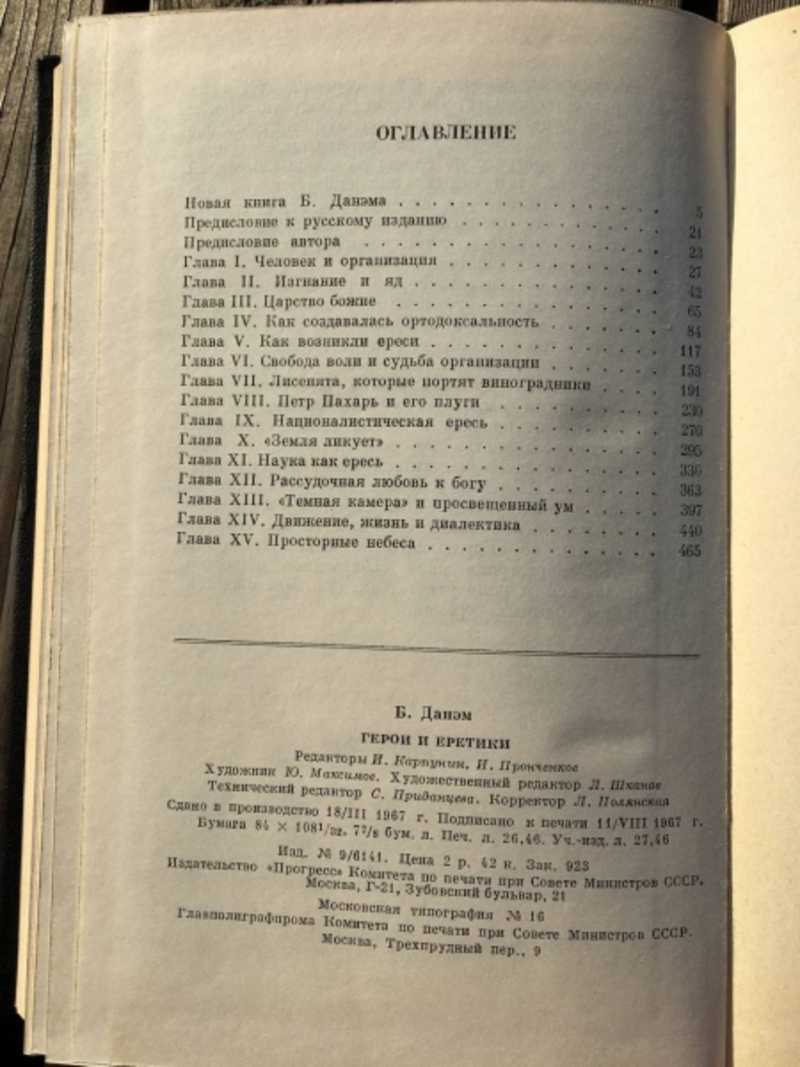 ОГЛАВЛЕНИЕ
Новая книга Б. Данэма . . . . . . . . . . . . . . 5
Предисловие к русскому изданию . . . . . . . . . . 21
Предисловие автора . . . . . . . . . . . . . . . 23
Глава I. Человек и организация . . . . . . . . . . . 27
Глава II. Изгнание и яд . . . . . . . . . . . . . 42
Глава III. Царство божие . . . . . . . . . . . . . 65
Глава IV. Как создавалась ортодоксальность . . . . . . 84
Глава V. Как возникли ереси . . . . . . . . . . . . 117
Глава VI. Свобода воли и судьба организации . . . . . . 153
Глава VII. Лисенята, которые портят виноградники . . . . 191
Глава VIII. Петр Пахарь и его плуги . . . . . . . . . 230
Глава IX. Националистическая ересь . . . . . . . . . 270
Глава X. «Земля ликует» . . . . . . . . . . . . . 295
Глава XI. Наука как ересь . . . . . . . . . . . . . 336
Глава XII. Рассудочная любовь к богу . . . . . . . . . 363
Глава XIII. «Темная камера» и просвещенный ум . . . . . 397
Глава XIV. Движение, жизнь и диалектика . . . . . . . 440
Глава XV. Просторные небеса . . . . . . . . . . . . 465
Б. Данэм
ГЕРОИ И ЕРЕТИКИ
Редакторы И. Карпунин, И. Пронченков
Художник Ю. Максимов. Художественный редактор Л. Шканов
Технический редактор С. Приданцева. Корректор Л. Полянская
Сдано в производство 18/III 1967 г. Подписано к печати 11/VIII 1967 г.
Бумага 84 × 108¹/₃₂. 7⁷/₈ бум. л. Печ. л. 26,46. Уч.-изд. л. 27,46
Изд. № 9/6141. Цена 2 р. 42 к. Зак. 923
Издательство «Прогресс» Комитета по печати при Совете Министров СССР.
Москва, Г-21, Зубовский бульвар, 21
Московская типография № 16
Главполиграфпрома Комитета по печати при Совете Министров СССР.
Москва, Трехпрудный пер., 9